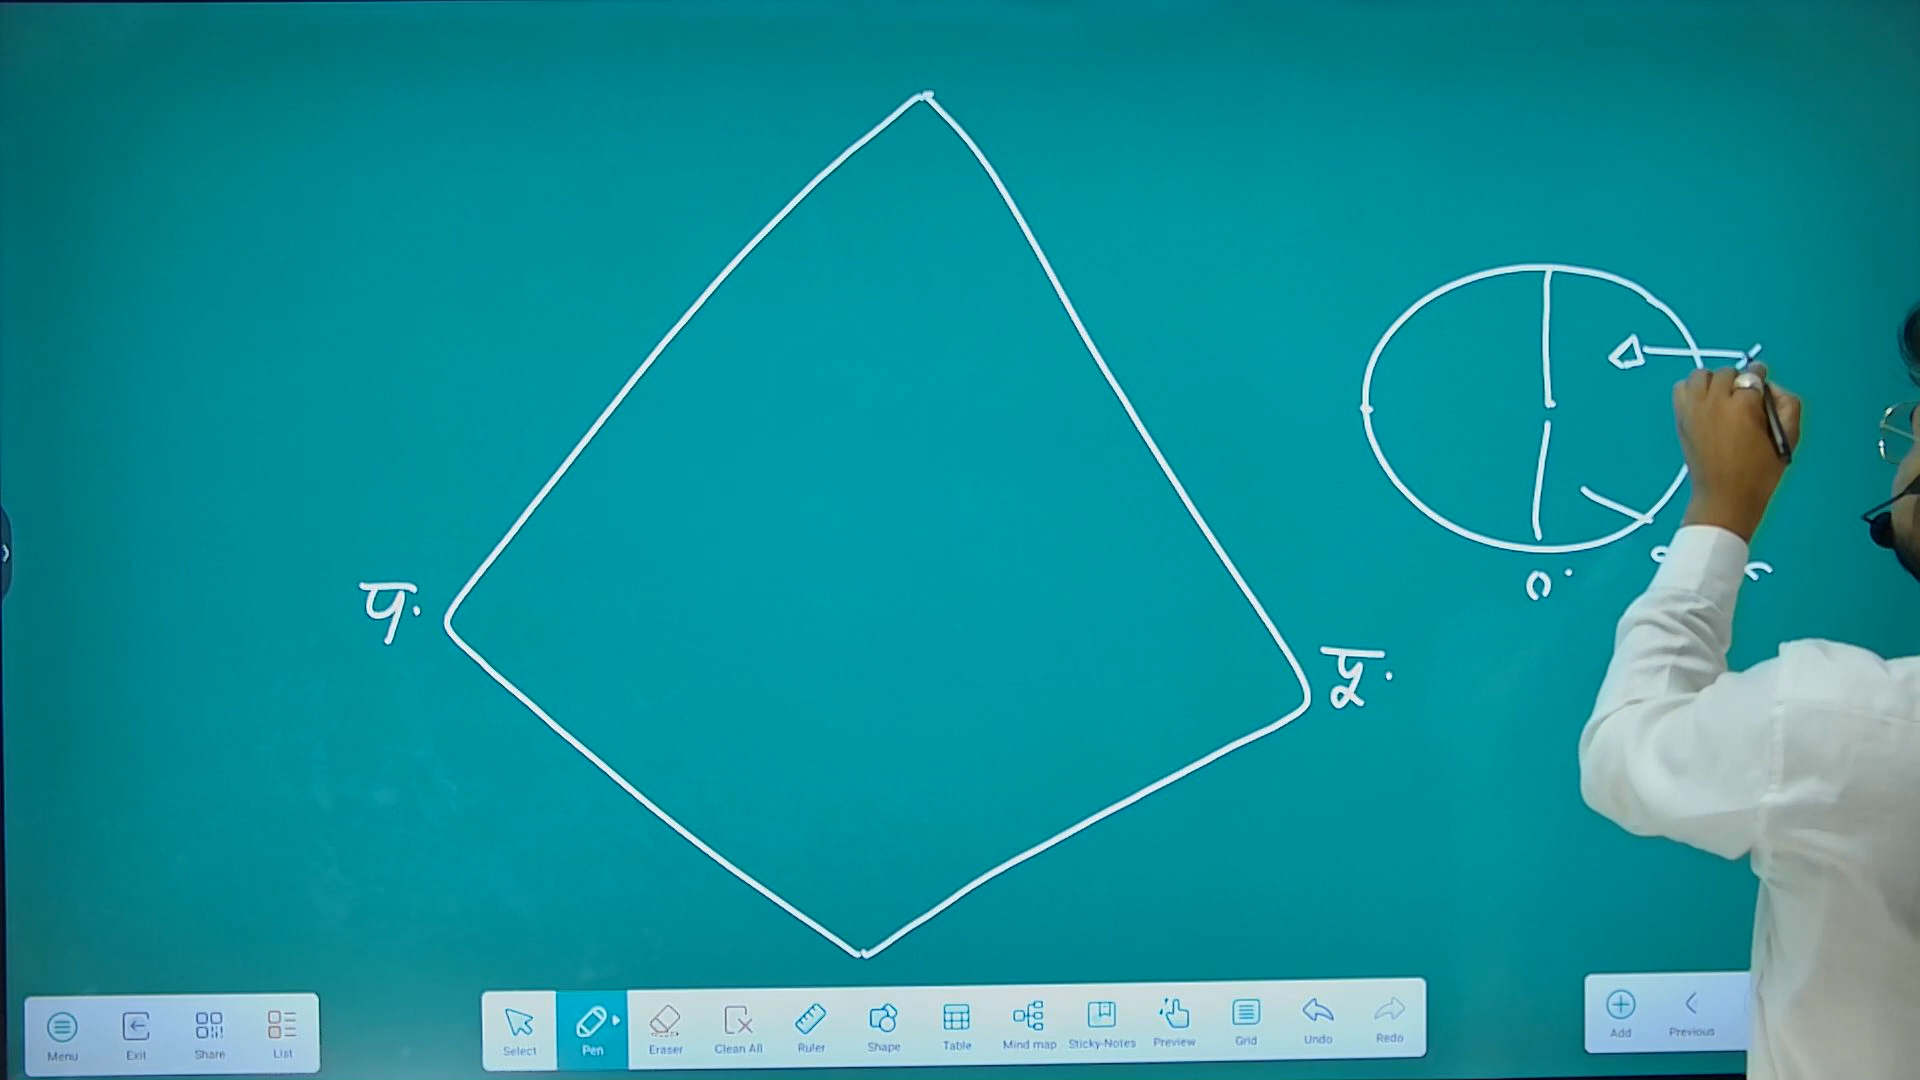 प.
पू.
0.
Menu Exit Share List
Select Pen Eraser Clean All Ruler Shape Table Mind map Sticky-Notes Preview Grid Undo Redo
Add Previous